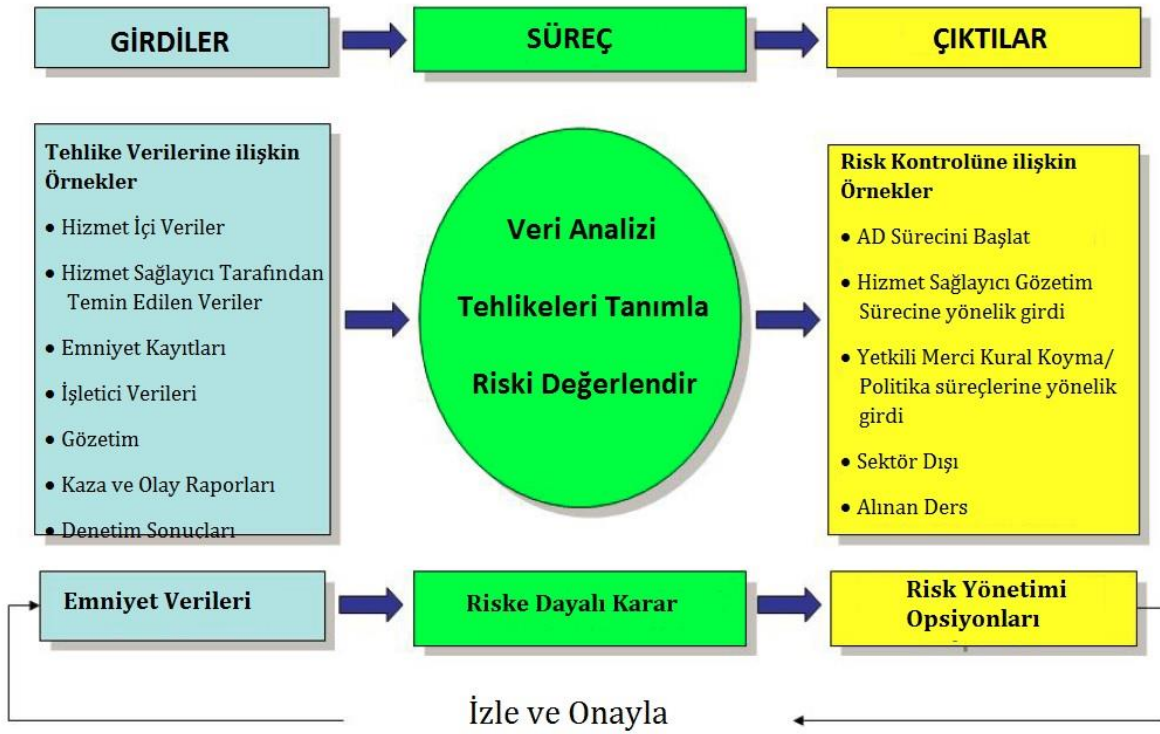 GİRDİLER
SÜREÇ
ÇIKTILAR
Tehlike Verilerine ilişkin
Örnekler
• Hizmet İçi Veriler
• Hizmet Sağlayıcı Tarafından
Temin Edilen Veriler
• Emniyet Kayıtları
• İşletici Verileri
• Gözetim
• Kaza ve Olay Raporları
• Denetim Sonuçları
Veri Analizi
Tehlikeleri Tanımla
Riski Değerlendir
Risk Kontrolüne ilişkin
Örnekler
• AD Sürecini Başlat
• Hizmet Sağlayıcı Gözetim
Sürecine yönelik girdi
• Yetkili Merci Kural Koyma/
Politika süreçlerine yönelik
girdi
• Sektör Dışı
• Alınan Ders
Emniyet Verileri
Riske Dayalı Karar
Risk Yönetimi
Opsiyonları
İzle ve Onayla